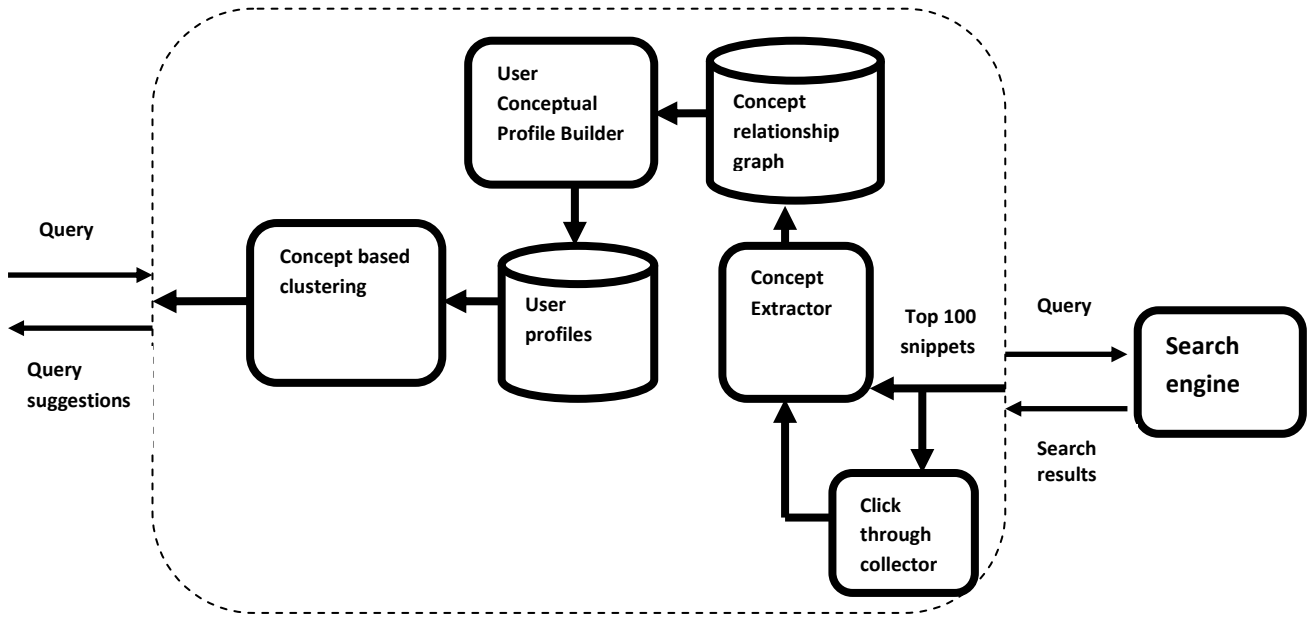 User
Conceptual
Profile Builder
Concept
relationship
graph
Query
Concept based
clustering
User
profiles
Concept
Extractor
Top 100
snippets
Query
Search
engine
Query
suggestions
Search
results
Click
through
collector